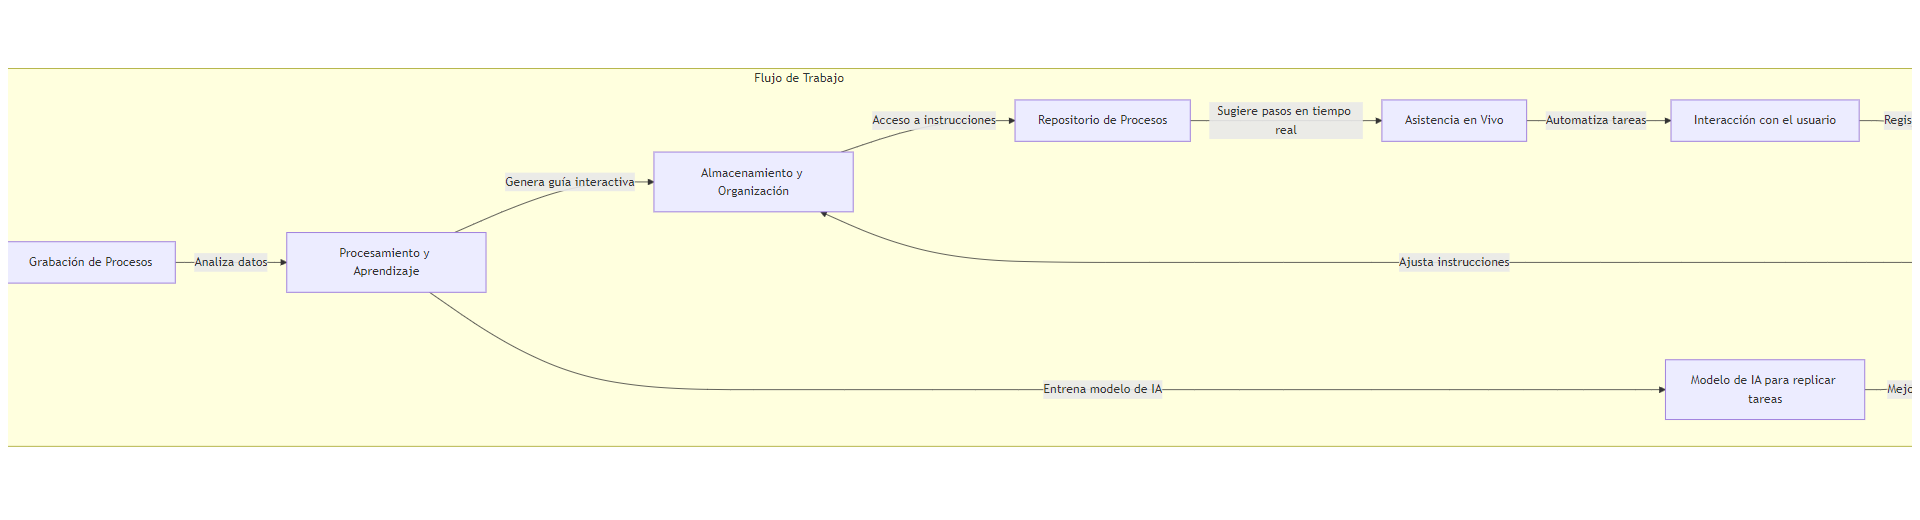 Flujo de Trabajo
Acceso a instrucciones
Repositorio de Procesos
Sugiere pasos en tiempo
real
Asistencia en Vivo
Automatiza tareas
Interacción con el usuario
Regis
Genera guía interactiva
Almacenamiento y
Organización
Grabación de Procesos
Analiza datos
Procesamiento y
Aprendizaje
Ajusta instrucciones
Entrena modelo de IA
Modelo de IA para replicar
tareas
Mejo